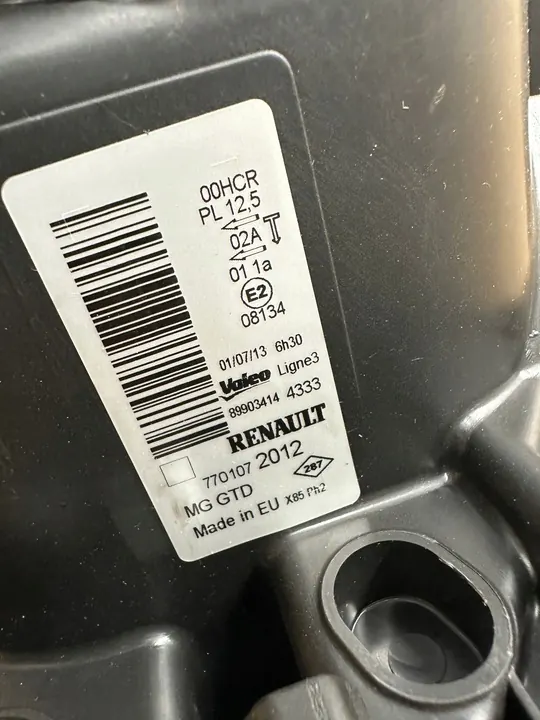 00HCR
PL 12,5
02A
01 1a
E2
08134
01/07/13 6h30
Valeo Ligne3
89903414 4333
RENAULT
770107 2012
267
MG GTD
Made in EU X85 Ph2